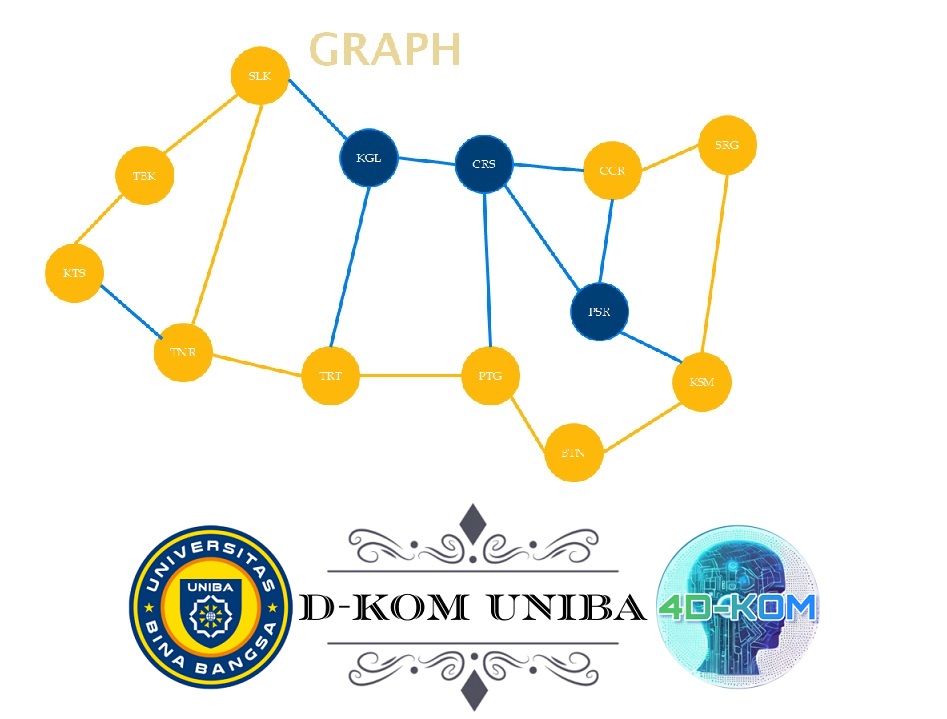 GRAPH
SLK
KGL
CRS
CCR
SRG
TBK
KTS
PSR
TNR
TRT
PTG
KSM
BTN
UNIVERSITAS
UNIBA
BINA BANGSA
D-KOM UNIBA
4D-KOM